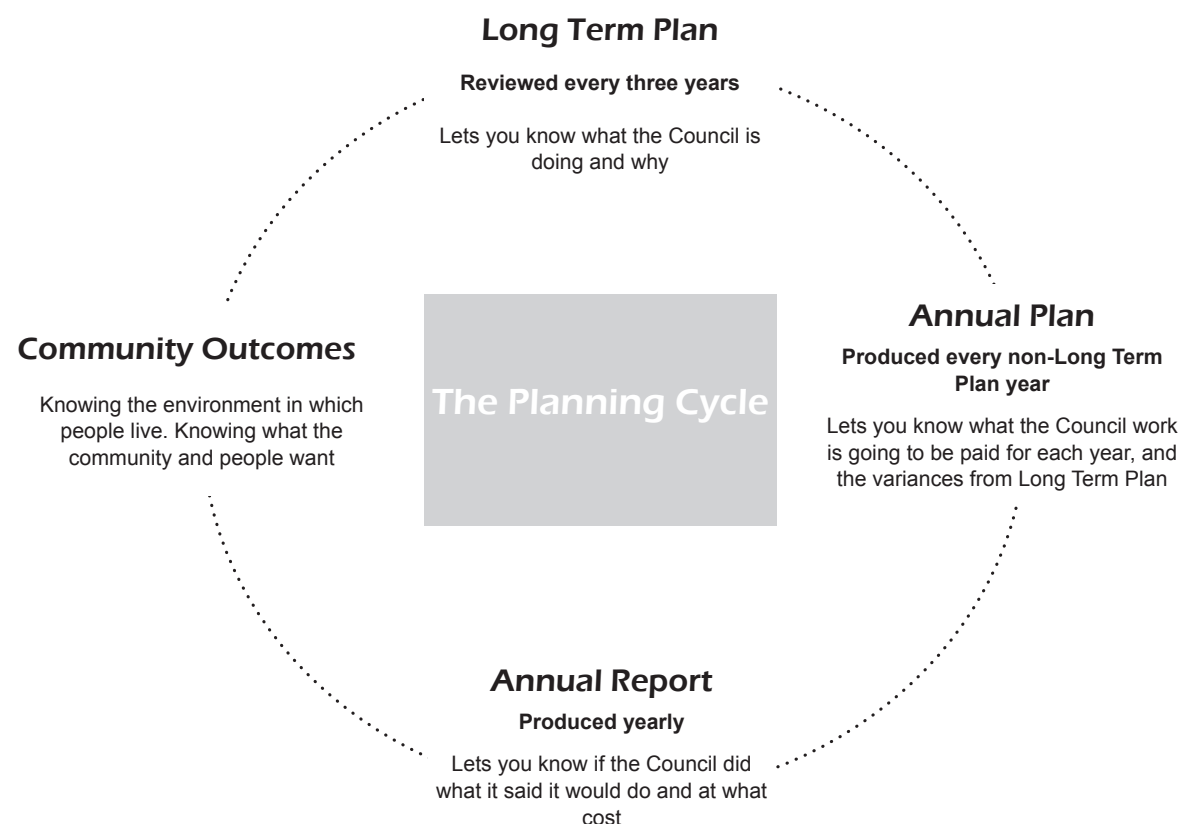 Long Term Plan
Reviewed every three years
Lets you know what the Council is
doing and why
Annual Plan
Produced every non-Long Term
Plan year
Lets you know what the Council work
is going to be paid for each year, and
the variances from Long Term Plan
Community Outcomes
Knowing the environment in which
people live. Knowing what the
community and people want
The Planning Cycle
Annual Report
Produced yearly
Lets you know if the Council did
what it said it would do and at what
cost